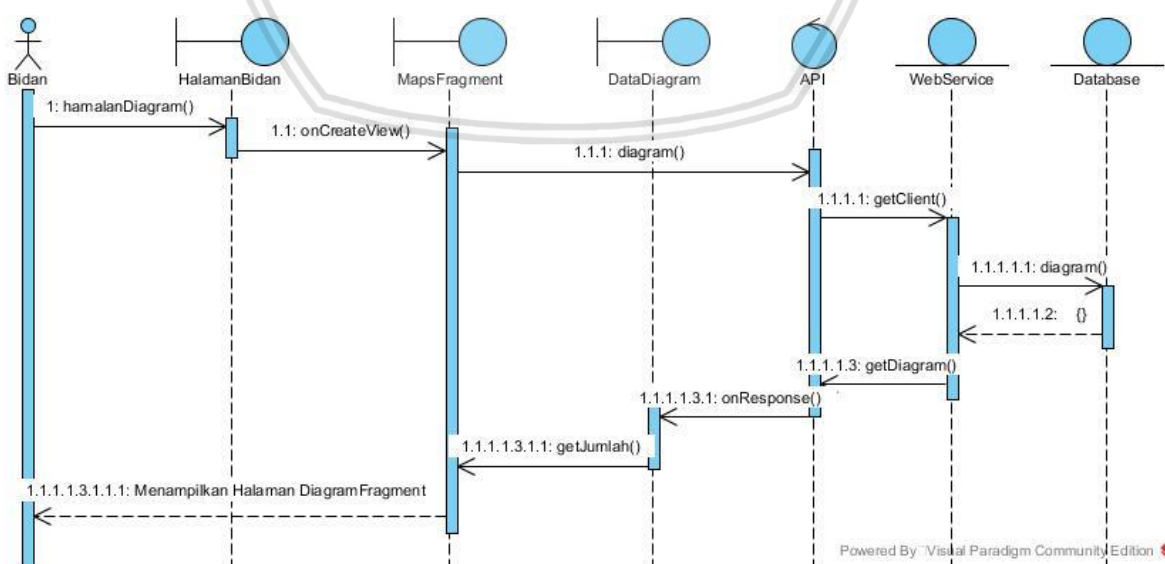 Bidan
HalamanBidan
MapsFragment
DataDiagram
API
WebService
Database
1: hamalanDiagram()
1.1: onCreateView()
1.1.1: diagram()
1.1.1.1: getClient()
1.1.1.1.1: diagram()
1.1.1.1.2: {}
1.1.1.1.3: getDiagram()
1.1.1.1.3.1: onResponse()
1.1.1.1.3.1.1: getJumlah()
1.1.1.1.3.1.1.1: Menampilkan Halaman DiagramFragment
Powered By Visual Paradigm Community Edition